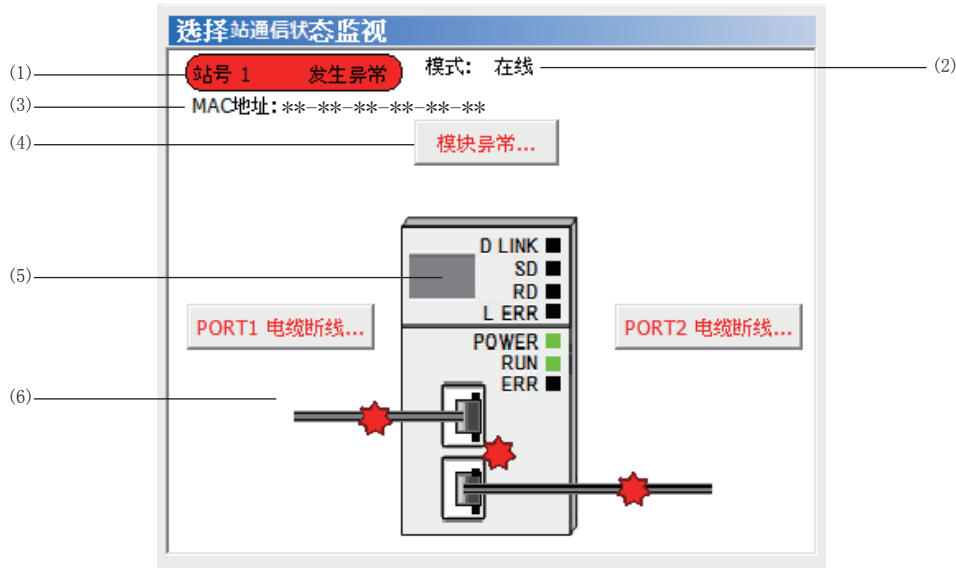 选择站通信状态监视
(1) 站号 1 发生异常 模式: 在线 (2)
(3) MAC地址: **-**-**-**-**-**
(4) 模块异常...
D LINK
(5) SD
RD
L ERR
PORT1 电缆断线... PORT2 电缆断线...
POWER
RUN
ERR
(6)